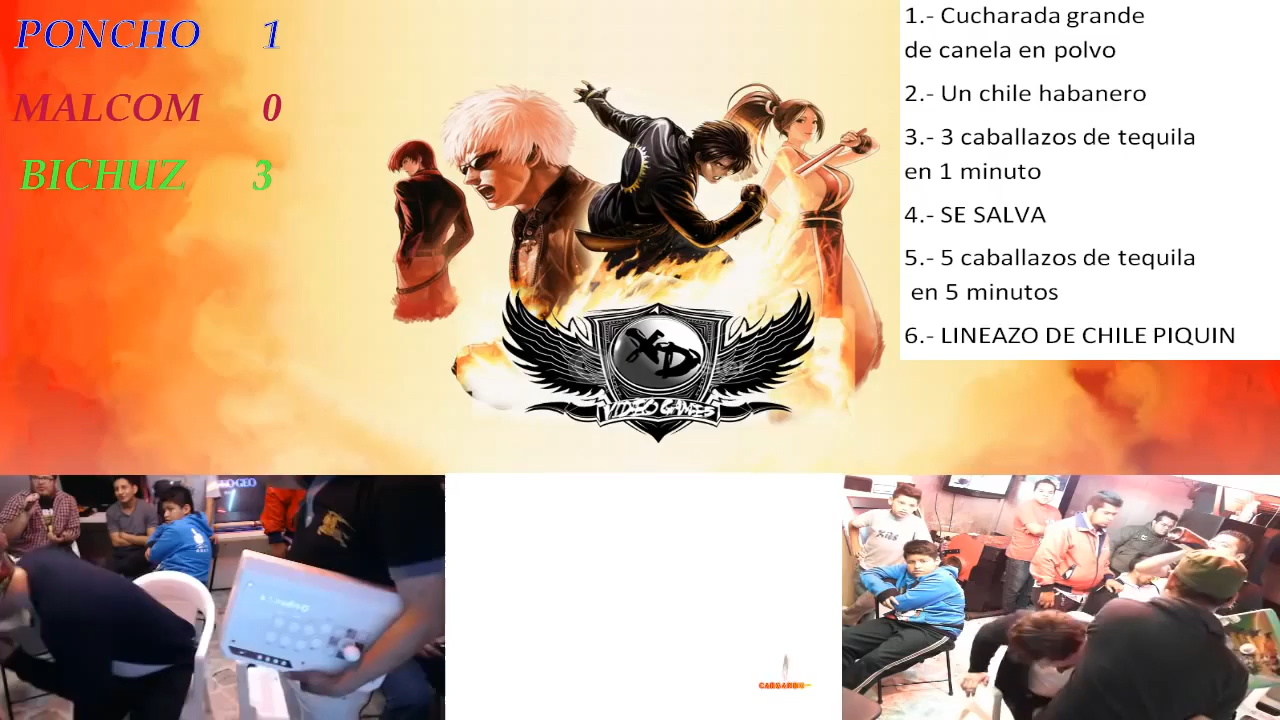 PONCHO 1
MALCOM 0
BICHUZ 3
1.- Cucharada grande
de canela en polvo
2.- Un chile habanero
3.- 3 caballazos de tequila
en 1 minuto
4.- SE SALVA
5.- 5 caballazos de tequila
en 5 minutos
6.- LINEAZO DE CHILE PIQUIN
XD
VIDEO GAMES
CARGANDO